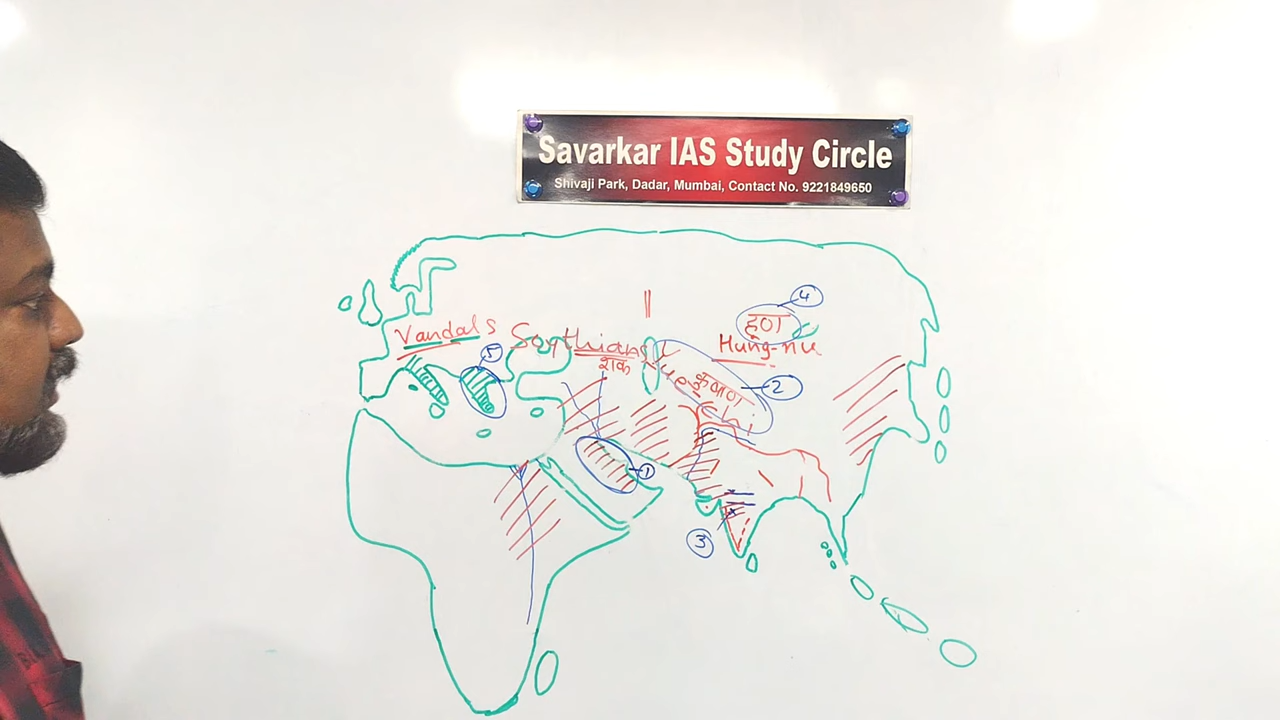 Savarkar IAS Study Circle
Shivaji Park, Dadar, Mumbai, Contact No. 9221849650
4
हूण
Vandals
Scythians
Hung-nu
5
शक
कुषाण
2
1
3